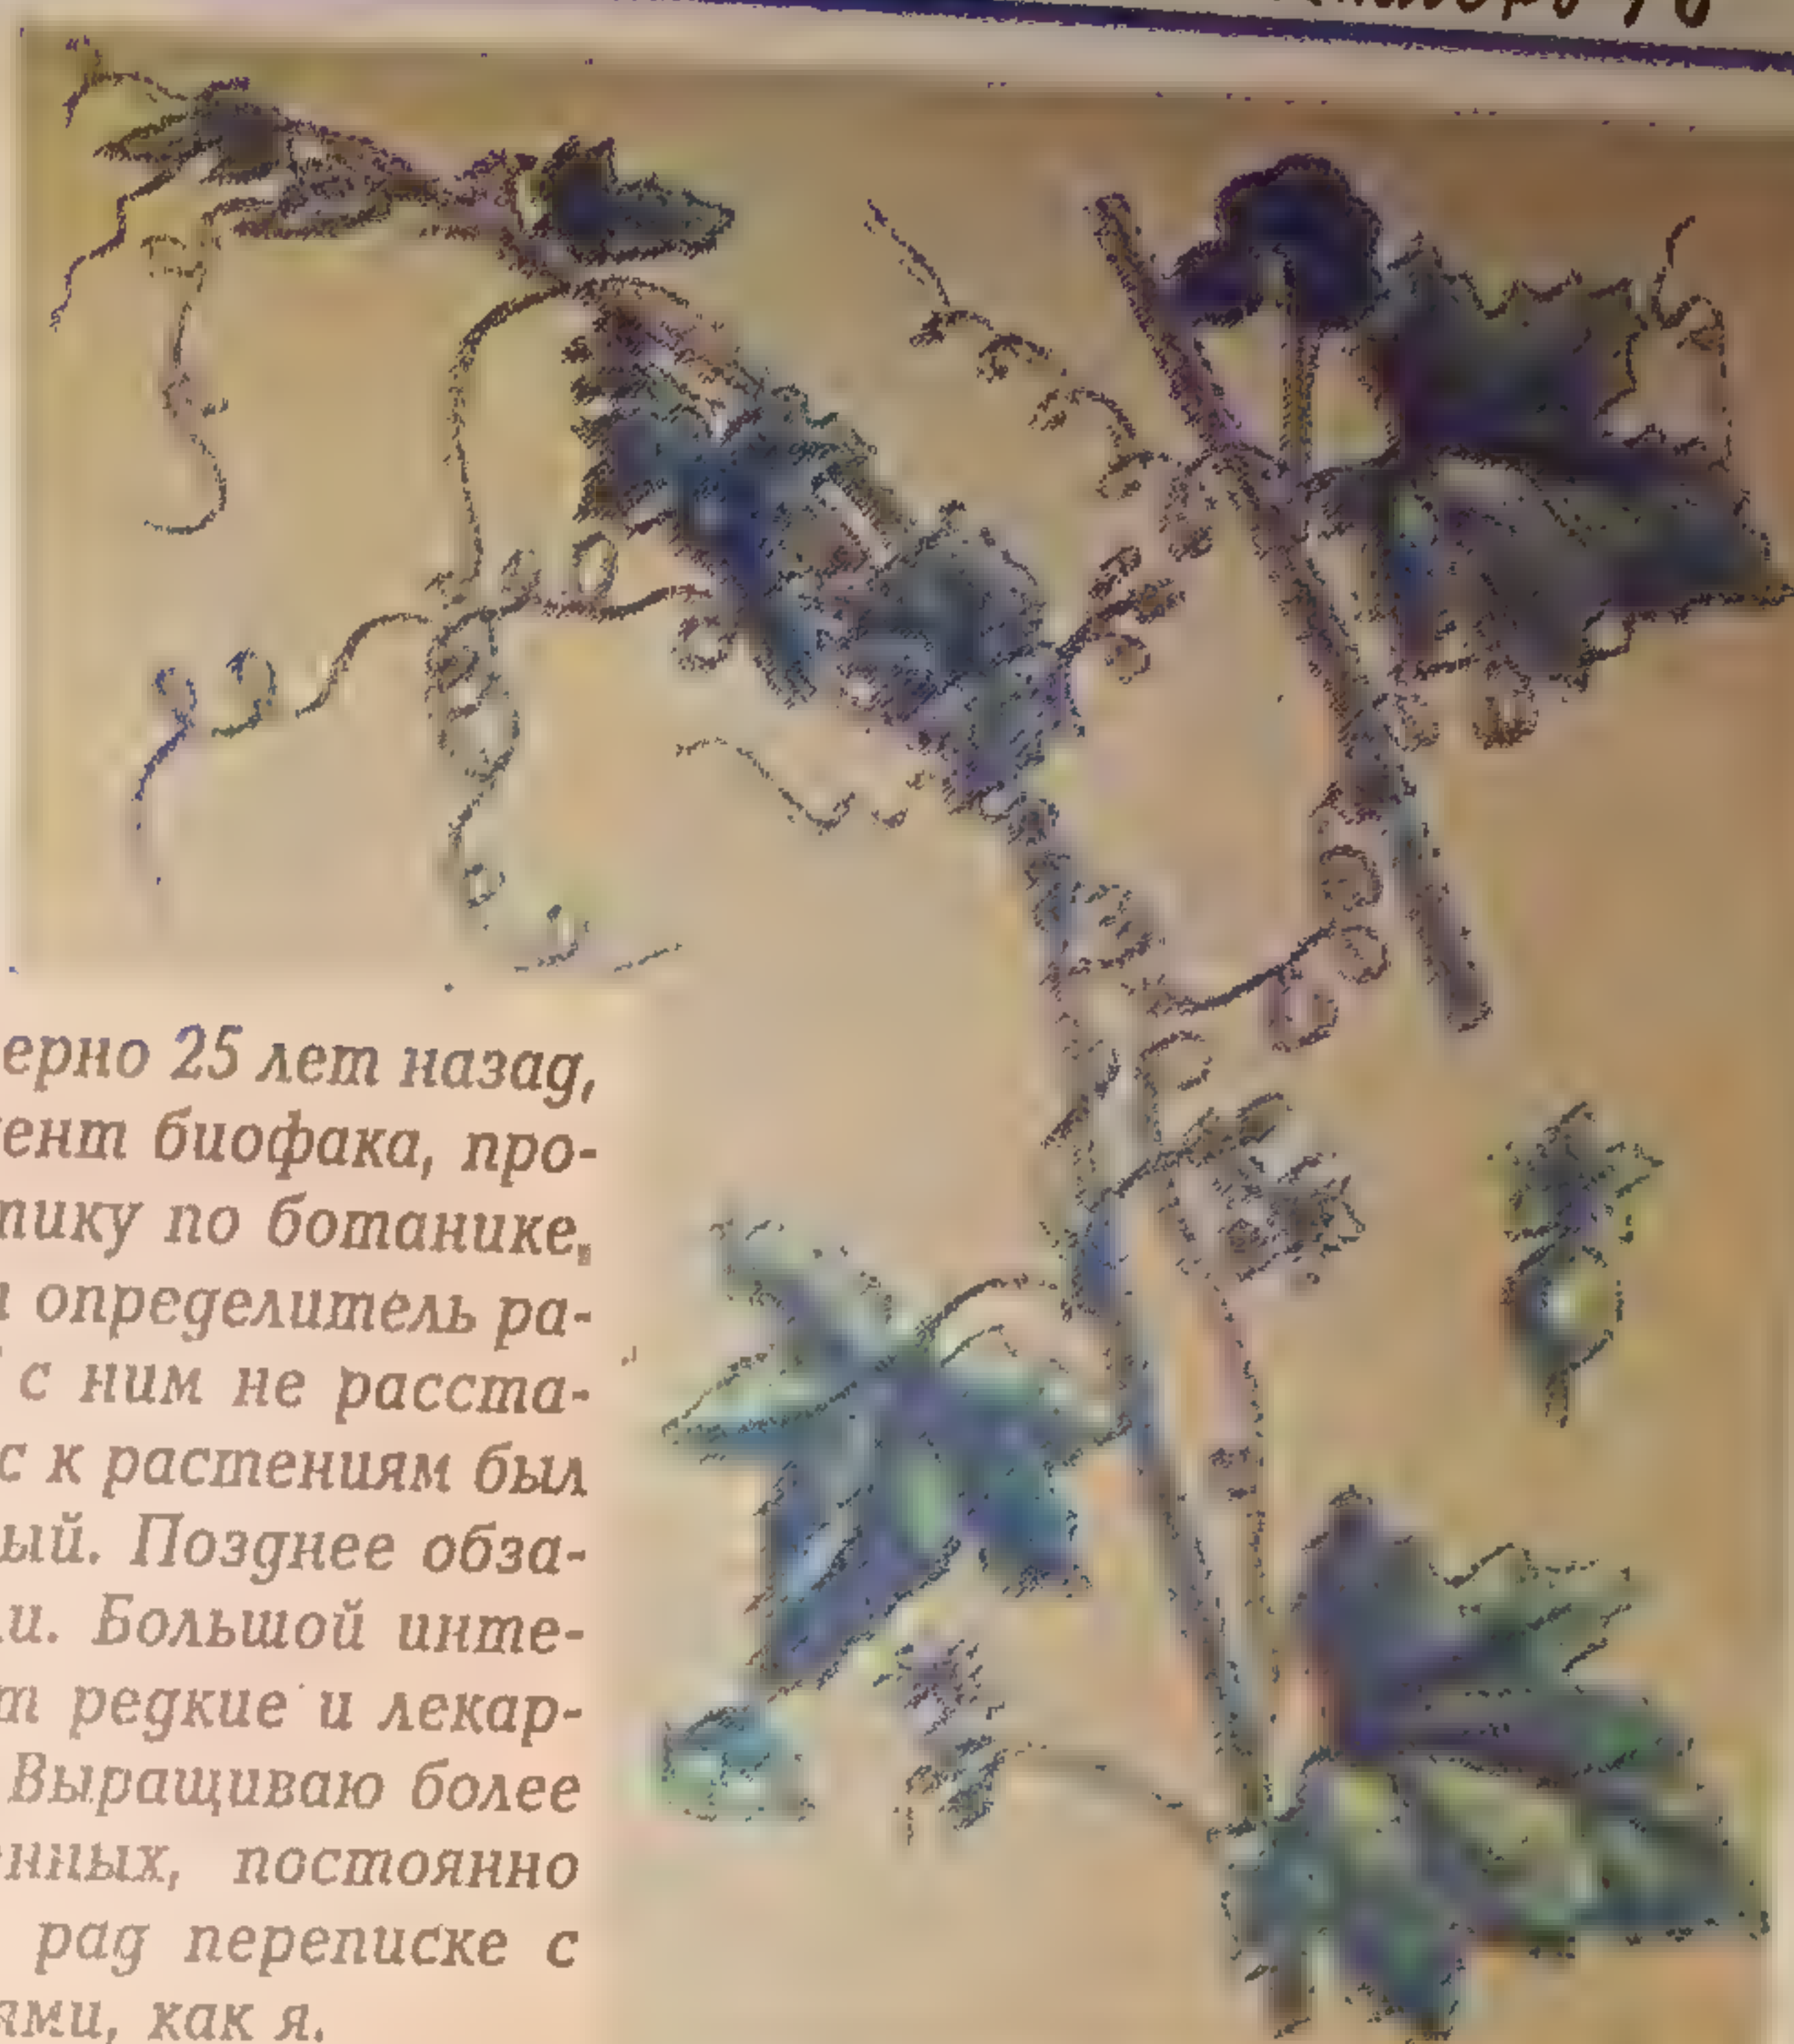 ерно 25 лет назад,
ент биофака, про-
тику по ботанике,
определитель ра-
с ним не расста-
с к растениям был
ый. Позднее обза-
и. Большой инте-
т редкие и лекар-
Выращиваю более
нных, постоянно
рад переписке с
ями, как я.